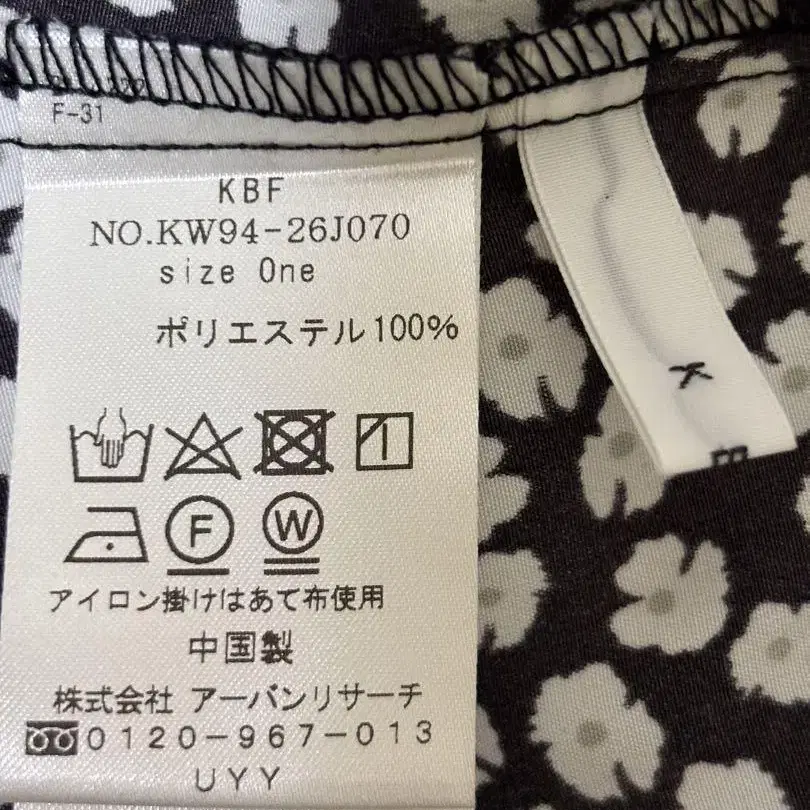 F-31
KBF
NO.KW94-26J070
size One
ポリエステル100%
F
W
アイロン掛けはあて布使用
中国製
株式会社 アーバンリサーチ
0120-967-013
UYY
K B